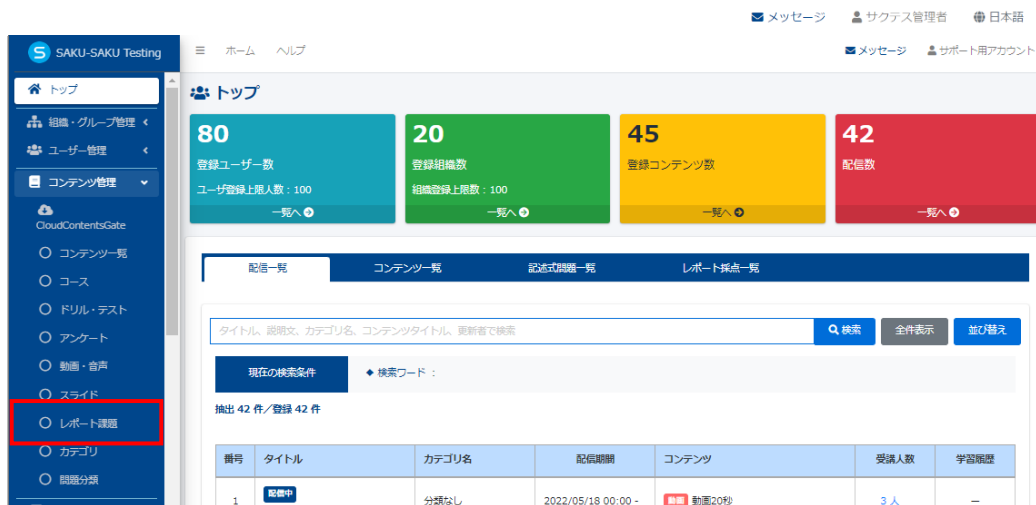 メッセージ サクテス管理者 日本語
SAKU-SAKU Testing
ホーム ヘルプ
メッセージ サポート用アカウント
トップ
組織・グループ管理
ユーザー管理
コンテンツ管理
CloudContentsGate
コンテンツ一覧
コース
ドリル・テスト
アンケート
動画・音声
スライド
レポート課題
カテゴリ
問題分類
トップ
80
登録ユーザー数
ユーザ登録上限人数：100
一覧へ
20
登録組織数
組織登録上限数：100
一覧へ
45
登録コンテンツ数
一覧へ
42
配信数
一覧へ
配信一覧 コンテンツ一覧 記述式問題一覧 レポート採点一覧
タイトル、説明文、カテゴリ名、コンテンツタイトル、更新者で検索
検索 全件表示 並び替え
現在の検索条件 ◆ 検索ワード ：
抽出 42 件／登録 42 件
番号 タイトル カテゴリ名 配信期間 コンテンツ 受講人数 学習履歴
配信中
1 分類なし 2022/05/18 00:00 - 動画 動画20秒 3 人 －